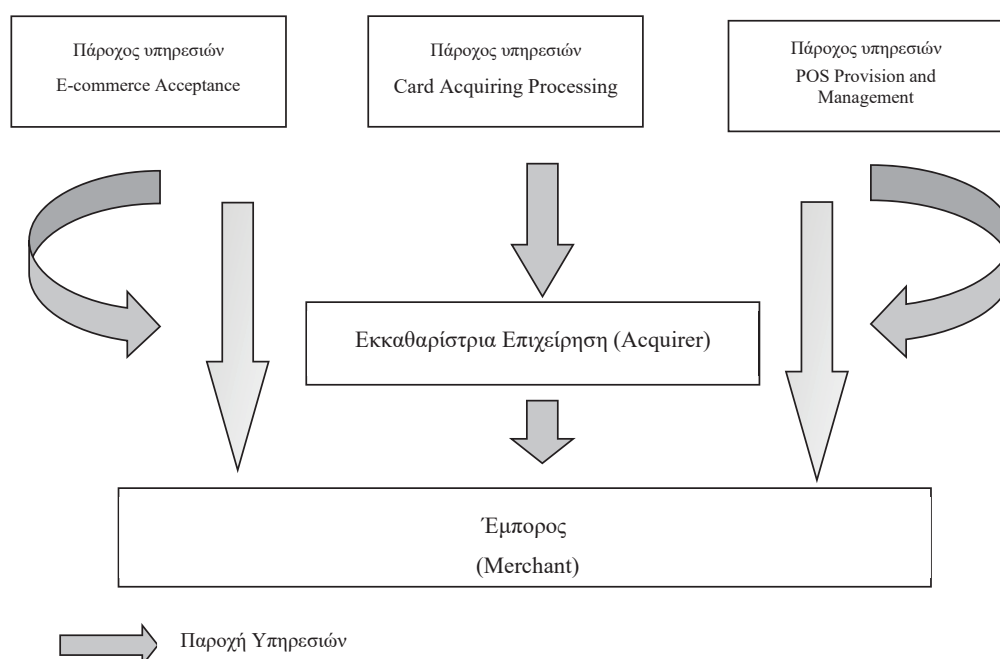 Πάροχος υπηρεσιών
E-commerce Acceptance
Πάροχος υπηρεσιών
Card Acquiring Processing
Πάροχος υπηρεσιών
POS Provision and
Management
Εκκαθαρίστρια Επιχείρηση (Acquirer)
Έμπορος
(Merchant)
Παροχή Υπηρεσιών